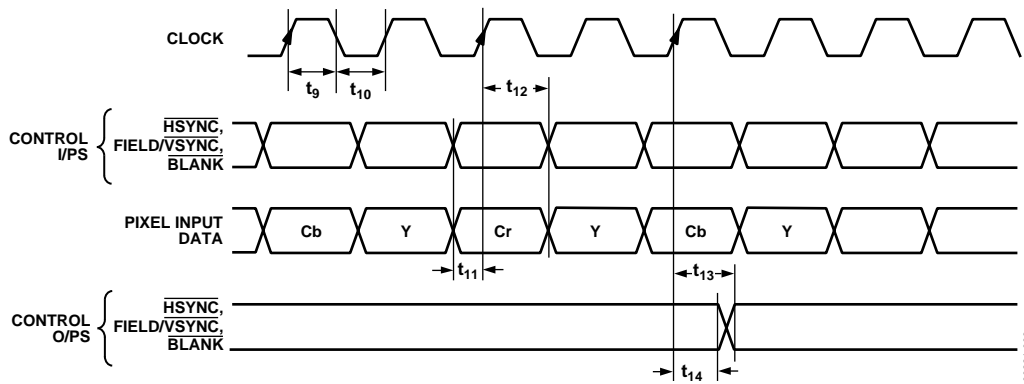 CLOCK
t9
t10
t12
CONTROL
I/PS
HSYNC,
FIELD/VSYNC,
BLANK
PIXEL INPUT
DATA
Cb
Y
Cr
Y
Cb
Y
t11
t13
CONTROL
O/PS
HSYNC,
FIELD/VSYNC,
BLANK
t14